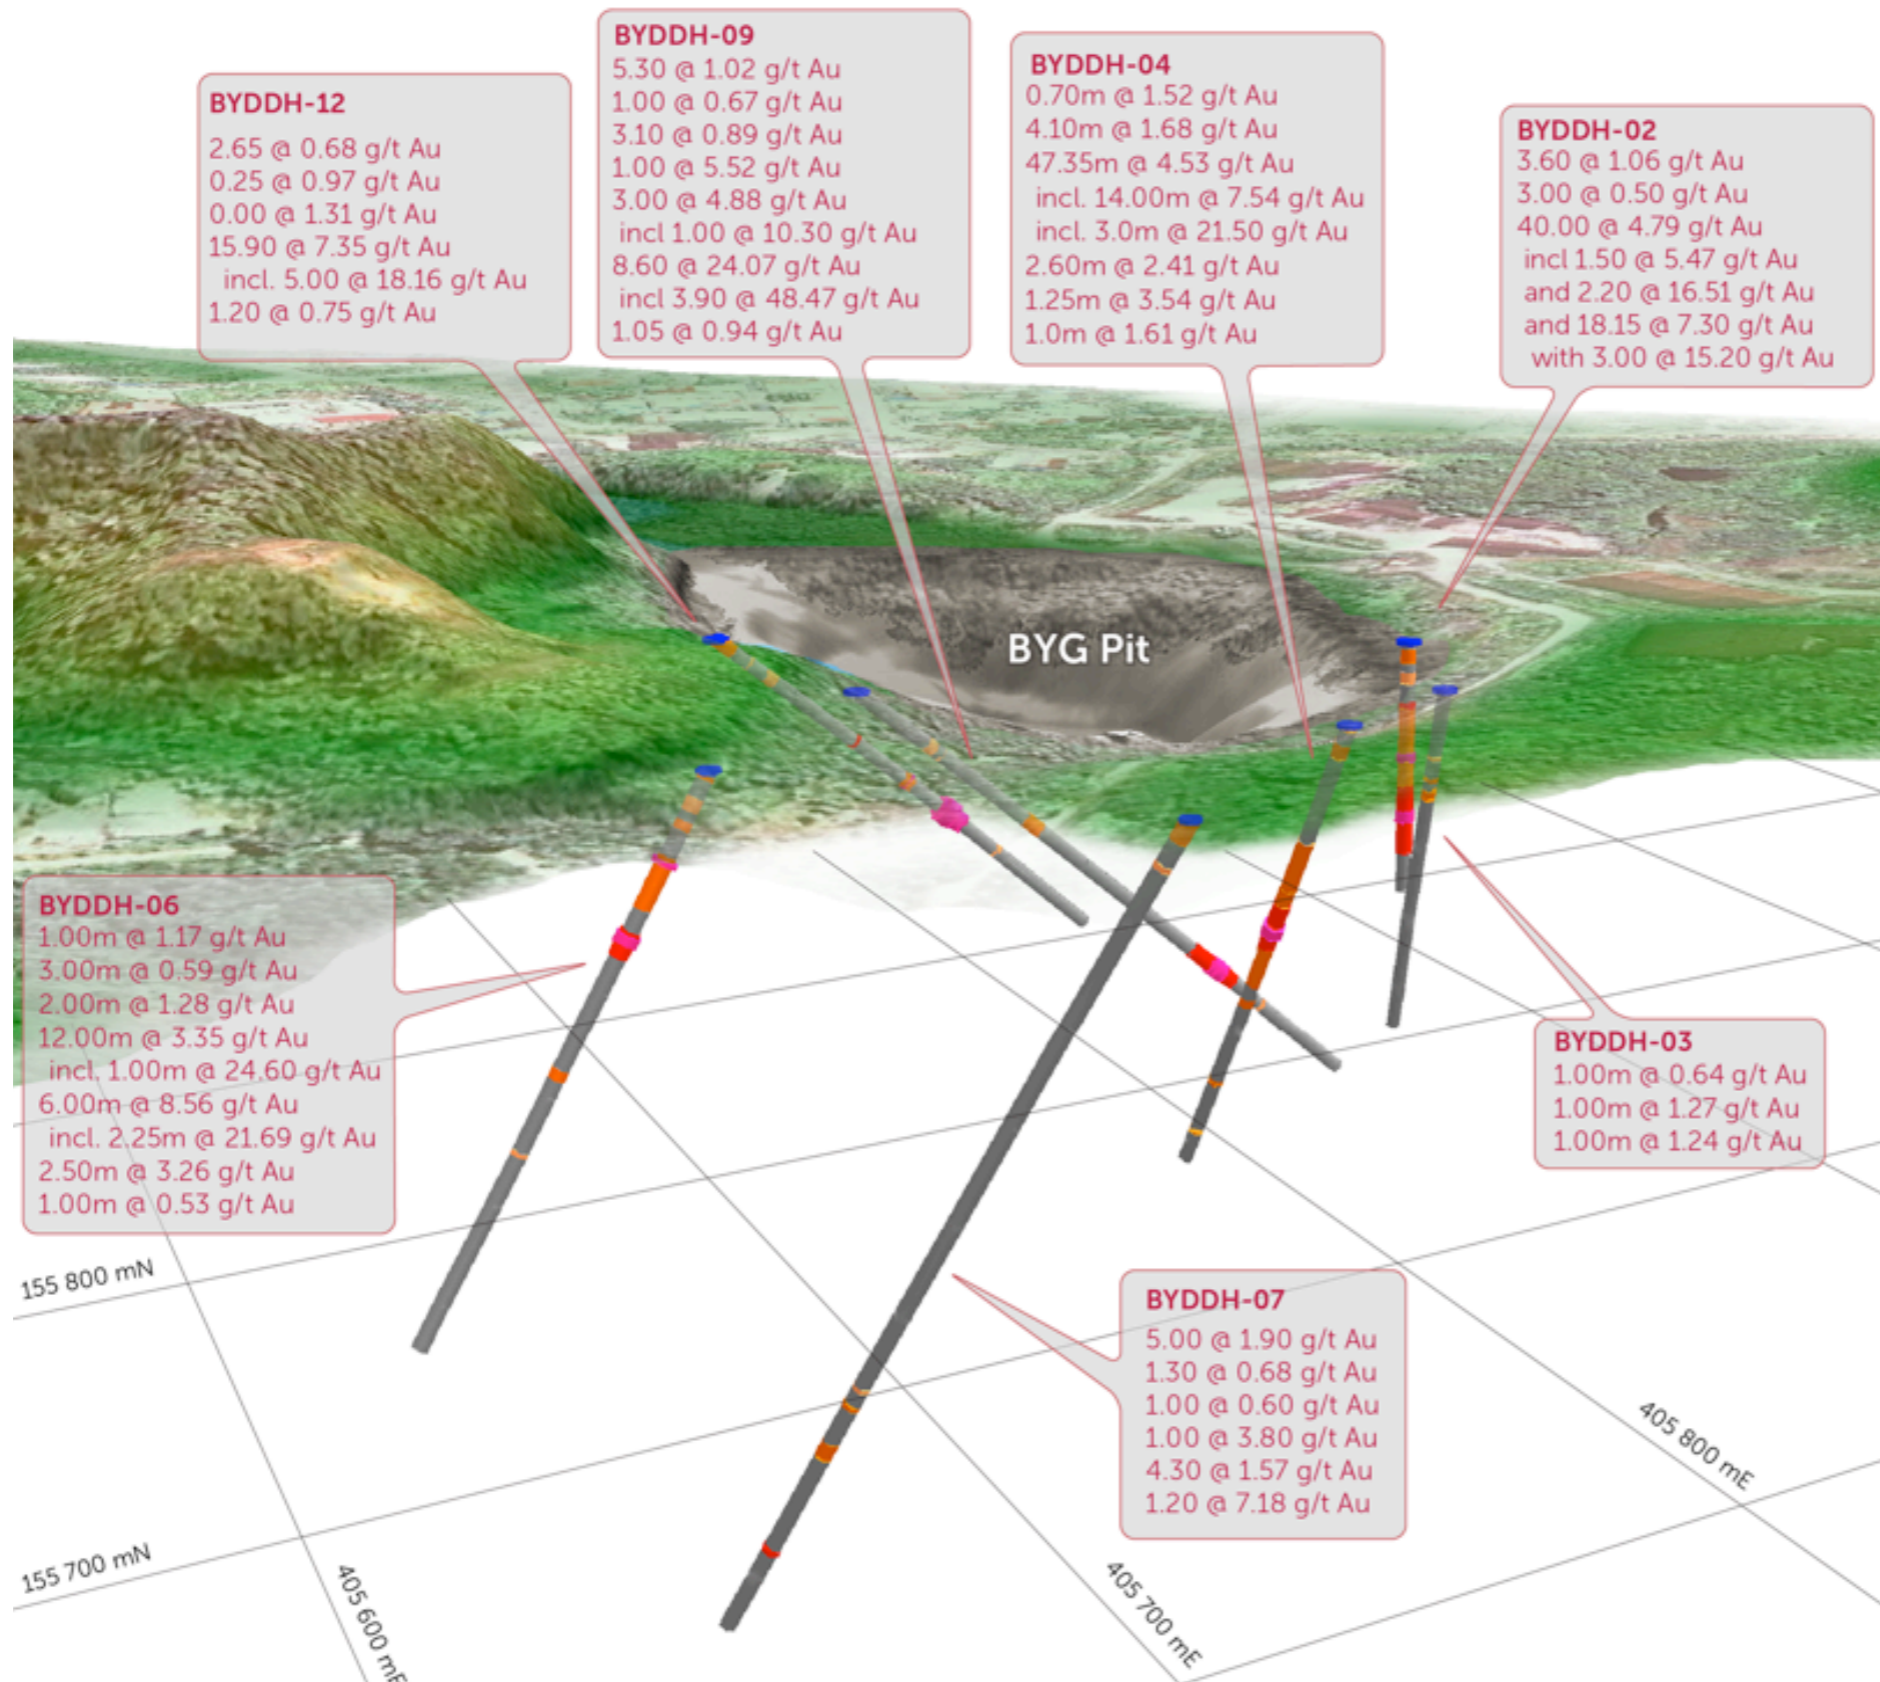 BYDDH-12
2.65 @ 0.68 g/t Au
0.25 @ 0.97 g/t Au
0.00 @ 1.31 g/t Au
15.90 @ 7.35 g/t Au
incl. 5.00 @ 18.16 g/t Au
1.20 @ 0.75 g/t Au
BYDDH-09
5.30 @ 1.02 g/t Au
1.00 @ 0.67 g/t Au
3.10 @ 0.89 g/t Au
1.00 @ 5.52 g/t Au
3.00 @ 4.88 g/t Au
incl 1.00 @ 10.30 g/t Au
8.60 @ 24.07 g/t Au
incl 3.90 @ 48.47 g/t Au
1.05 @ 0.94 g/t Au
BYDDH-04
0.70m @ 1.52 g/t Au
4.10m @ 1.68 g/t Au
47.35m @ 4.53 g/t Au
incl. 14.00m @ 7.54 g/t Au
incl. 3.0m @ 21.50 g/t Au
2.60m @ 2.41 g/t Au
1.25m @ 3.54 g/t Au
1.0m @ 1.61 g/t Au
BYDDH-02
3.60 @ 1.06 g/t Au
3.00 @ 0.50 g/t Au
40.00 @ 4.79 g/t Au
incl 1.50 @ 5.47 g/t Au
and 2.20 @ 16.51 g/t Au
and 18.15 @ 7.30 g/t Au
with 3.00 @ 15.20 g/t Au
BYG Pit
BYDDH-06
1.00m @ 1.17 g/t Au
3.00m @ 0.59 g/t Au
2.00m @ 1.28 g/t Au
12.00m @ 3.35 g/t Au
incl. 1.00m @ 24.60 g/t Au
6.00m @ 8.56 g/t Au
incl. 2.25m @ 21.69 g/t Au
2.50m @ 3.26 g/t Au
1.00m @ 0.53 g/t Au
BYDDH-03
1.00m @ 0.64 g/t Au
1.00m @ 1.27 g/t Au
1.00m @ 1.24 g/t Au
BYDDH-07
5.00 @ 1.90 g/t Au
1.30 @ 0.68 g/t Au
1.00 @ 0.60 g/t Au
1.00 @ 3.80 g/t Au
4.30 @ 1.57 g/t Au
1.20 @ 7.18 g/t Au
155 800 mN
155 700 mN
405 600 mE
405 700 mE
405 800 mE